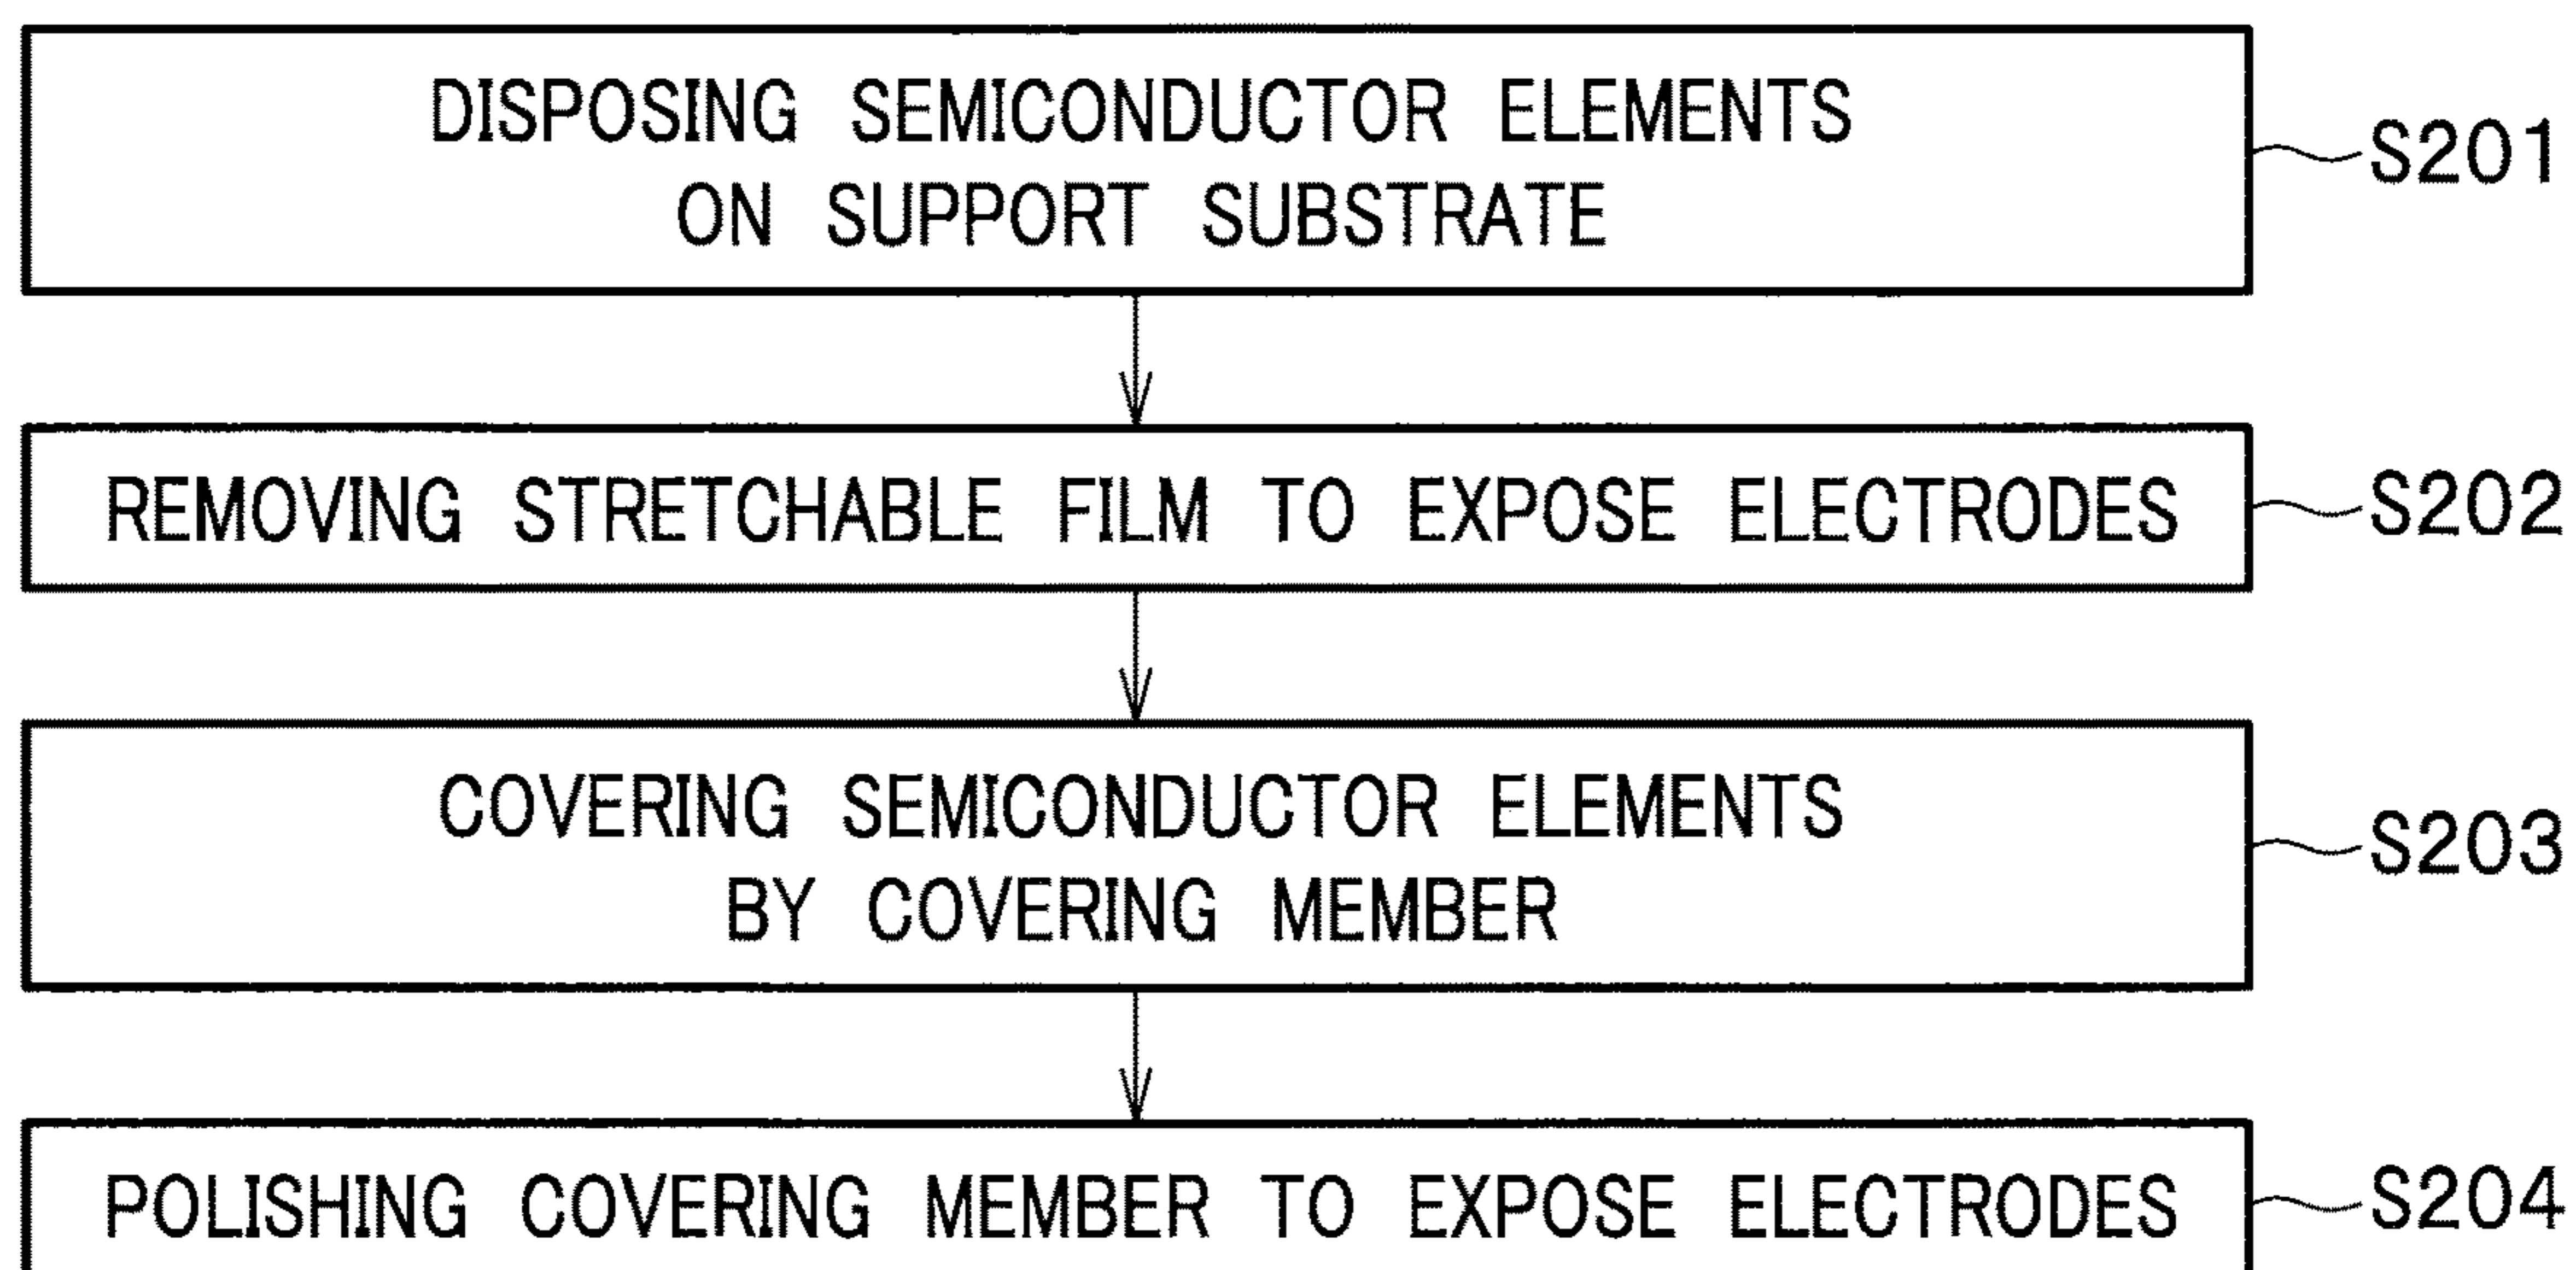 DISPOSING SEMICONDUCTOR ELEMENTS
ON SUPPORT SUBSTRATE
S201
REMOVING STRETCHABLE FILM TO EXPOSE ELECTRODES
S202
COVERING SEMICONDUCTOR ELEMENTS
BY COVERING MEMBER
S203
POLISHING COVERING MEMBER TO EXPOSE ELECTRODES
S204